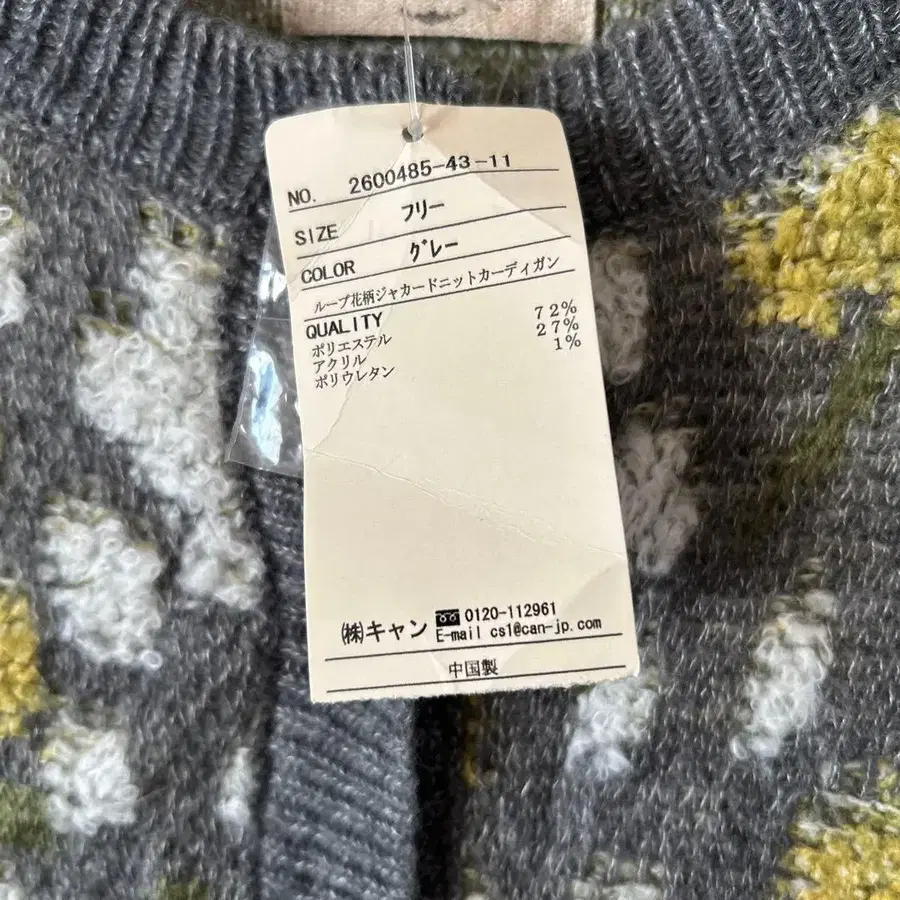 NO. 2600485-43-11
SIZE フリー
COLOR グレー
ループ花柄ジャカードニットカーディガン
QUALITY
ポリエステル 72%
アクリル 27%
ポリウレタン 1%
㈱キャン 0120-112961
E-mail cs1@can-jp.com
中国製